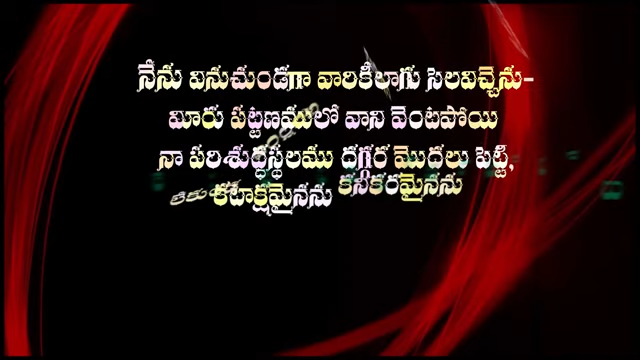 నేను వినుచుండగా వారికీలాగు సెలవిచ్చెను-
మీరు పట్టణములో వాని వెంటపోయి
నా పరిశుద్ధస్థలము దగ్గర మొదలు పెట్టి,
కటాక్షమైనను కనికరమైనను